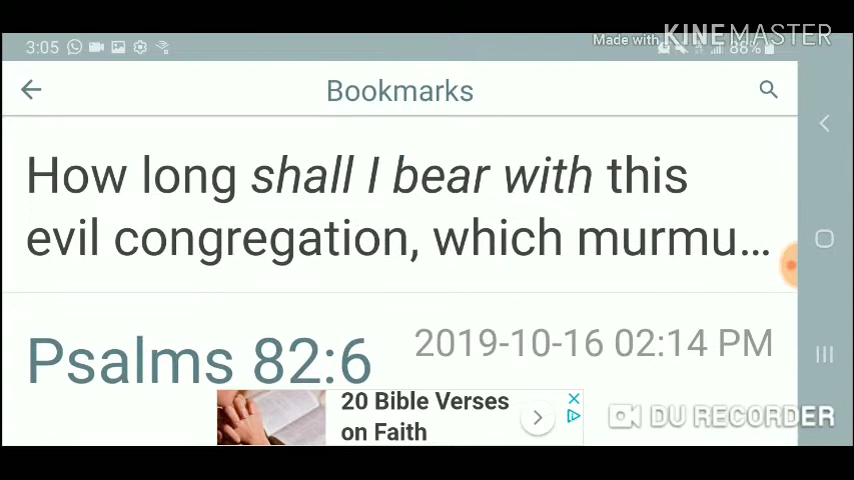 Made with KINEMASTER
3:05 86%
Bookmarks
How long shall I bear with this
evil congregation, which murmu...
Psalms 82:6 2019-10-16 02:14 PM
20 Bible Verses
on Faith
DU RECORDER